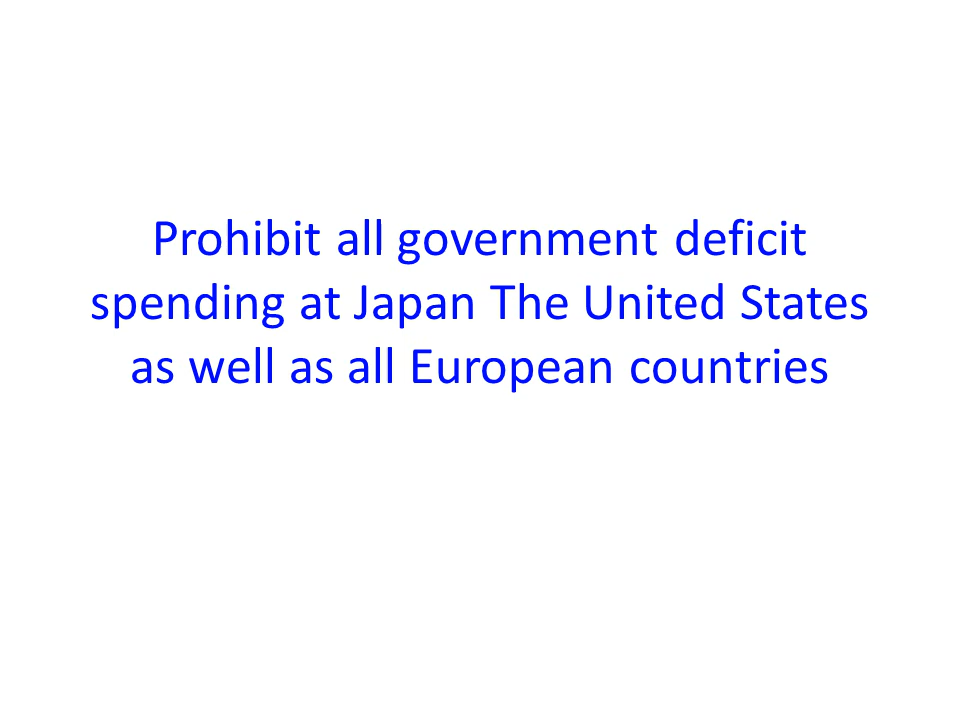 Prohibit all government deficit
spending at Japan The United States
as well as all European countries